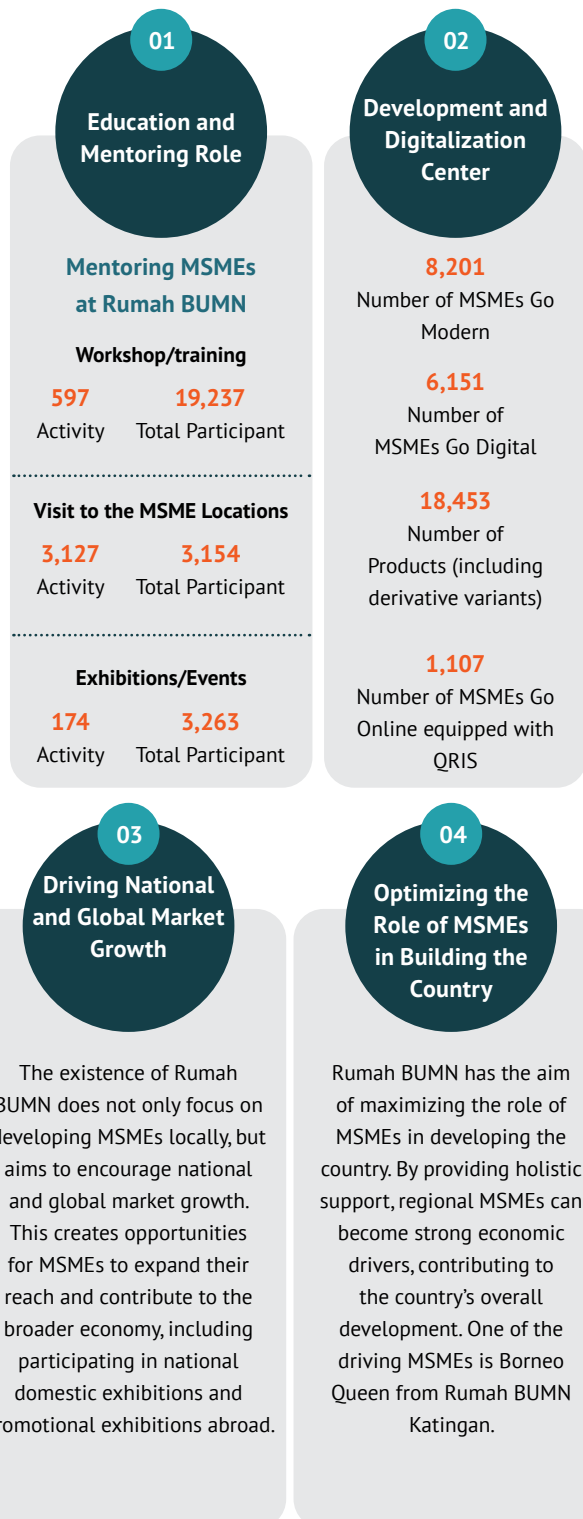 01
Education and
Mentoring Role
Mentoring MSMEs
at Rumah BUMN
Workshop/training
597 19,237
Activity Total Participant
Visit to the MSME Locations
3,127 3,154
Activity Total Participant
Exhibitions/Events
174 3,263
Activity Total Participant
02
Development and
Digitalization
Center
8,201
Number of MSMEs Go
Modern
6,151
Number of
MSMEs Go Digital
18,453
Number of
Products (including
derivative variants)
1,107
Number of MSMEs Go
Online equipped with
QRIS
03
Driving National
and Global Market
Growth
The existence of Rumah
BUMN does not only focus on
developing MSMEs locally, but
aims to encourage national
and global market growth.
This creates opportunities
for MSMEs to expand their
reach and contribute to the
broader economy, including
participating in national
domestic exhibitions and
promotional exhibitions abroad.
04
Optimizing the
Role of MSMEs
in Building the
Country
Rumah BUMN has the aim
of maximizing the role of
MSMEs in developing the
country. By providing holistic
support, regional MSMEs can
become strong economic
drivers, contributing to
the country’s overall
development. One of the
driving MSMEs is Borneo
Queen from Rumah BUMN
Katingan.